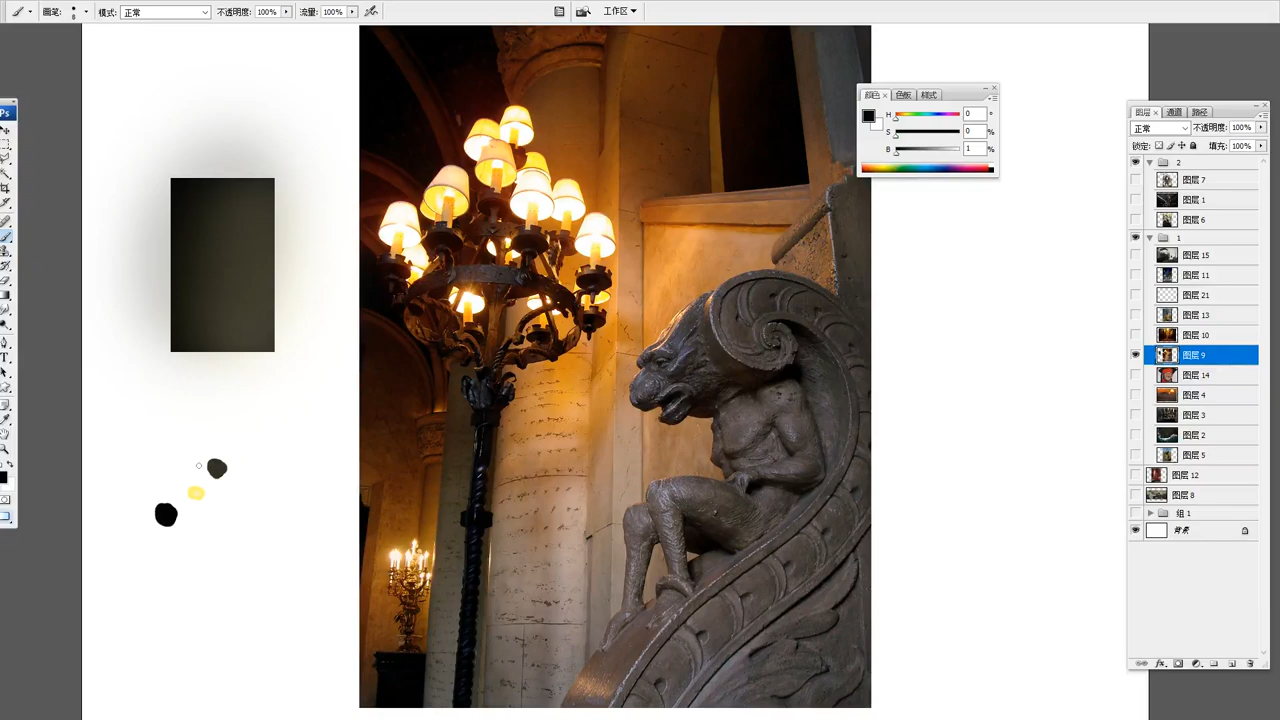 画笔: 8 模式: 正常 不透明度: 100% 流量: 100% 工作区
Ps
T
颜色 色板 样式
H 0 °
S 0 %
B 1 %
图层 通道 路径
正常 不透明度: 100%
锁定: 填充: 100%
2
图层 7
图层 1
图层 6
1
图层 15
图层 11
图层 21
图层 13
图层 10
图层 9
图层 14
图层 4
图层 3
图层 2
图层 5
图层 12
图层 8
组 1
背景
fx